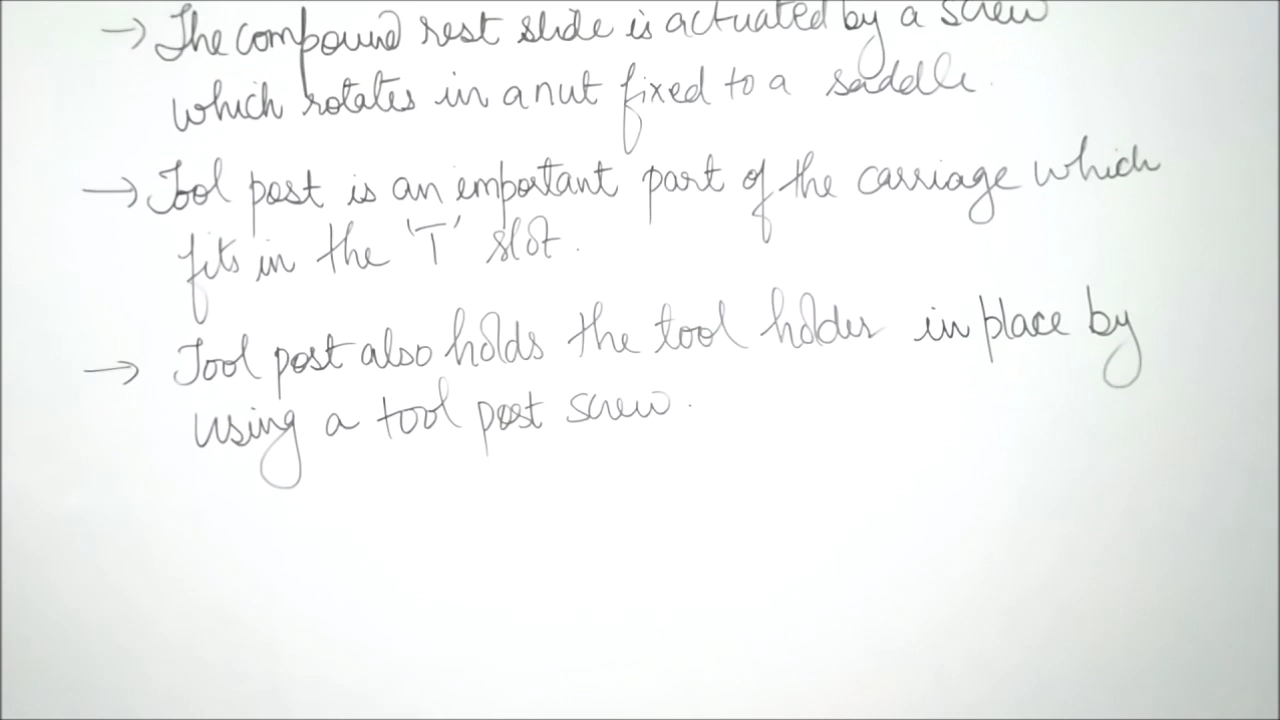 → The compound rest slide is actuated by a screw
which rotates in a nut fixed to a saddle.
→ Tool post is an important part of the carriage which
fits in the 'T' slot.
→ Tool post also holds the tool holder in place by
using a tool post screw.